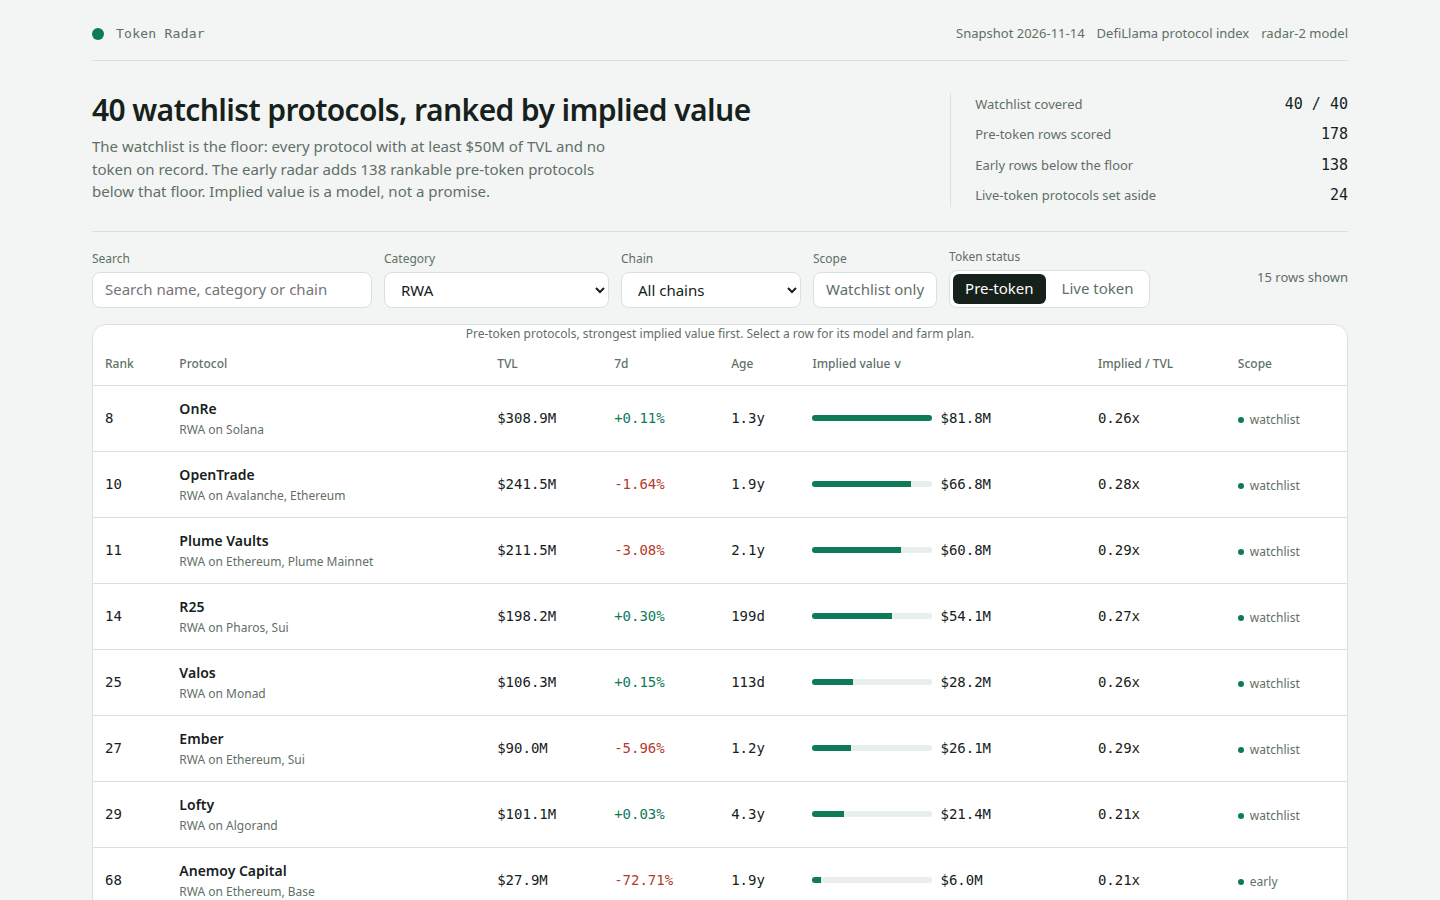 Token Radar
Snapshot 2026-11-14 DefiLlama protocol index radar-2 model
40 watchlist protocols, ranked by implied value
The watchlist is the floor: every protocol with at least $50M of TVL and no
token on record. The early radar adds 138 rankable pre-token protocols
below that floor. Implied value is a model, not a promise.
Watchlist covered 40 / 40
Pre-token rows scored 178
Early rows below the floor 138
Live-token protocols set aside 24
Search Category Chain Scope Token status
Search name, category or chain RWA All chains Watchlist only Pre-token Live token 15 rows shown
Pre-token protocols, strongest implied value first. Select a row for its model and farm plan.
Rank Protocol TVL 7d Age Implied value v Implied / TVL Scope
8 OnRe $308.9M +0.11% 1.3y $81.8M 0.26x watchlist
RWA on Solana
10 OpenTrade $241.5M -1.64% 1.9y $66.8M 0.28x watchlist
RWA on Avalanche, Ethereum
11 Plume Vaults $211.5M -3.08% 2.1y $60.8M 0.29x watchlist
RWA on Ethereum, Plume Mainnet
14 R25 $198.2M +0.30% 199d $54.1M 0.27x watchlist
RWA on Pharos, Sui
25 Valos $106.3M +0.15% 113d $28.2M 0.26x watchlist
RWA on Monad
27 Ember $90.0M -5.96% 1.2y $26.1M 0.29x watchlist
RWA on Ethereum, Sui
29 Lofty $101.1M +0.03% 4.3y $21.4M 0.21x watchlist
RWA on Algorand
68 Anemoy Capital $27.9M -72.71% 1.9y $6.0M 0.21x early
RWA on Ethereum, Base